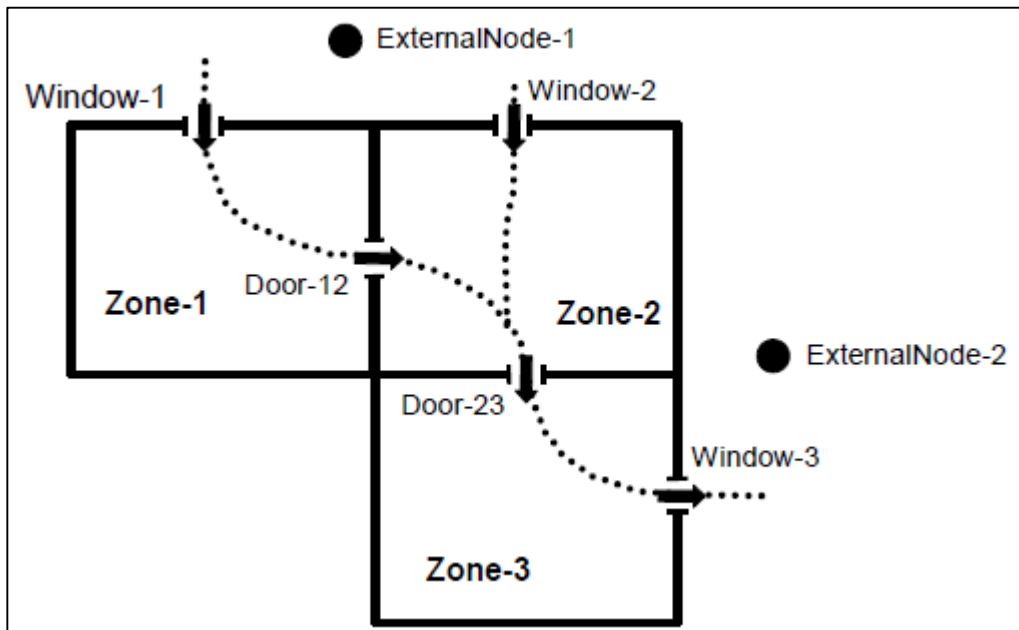 ExternalNode-1
Window-1
Window-2
Door-12
Zone-1
Zone-2
ExternalNode-2
Door-23
Window-3
Zone-3